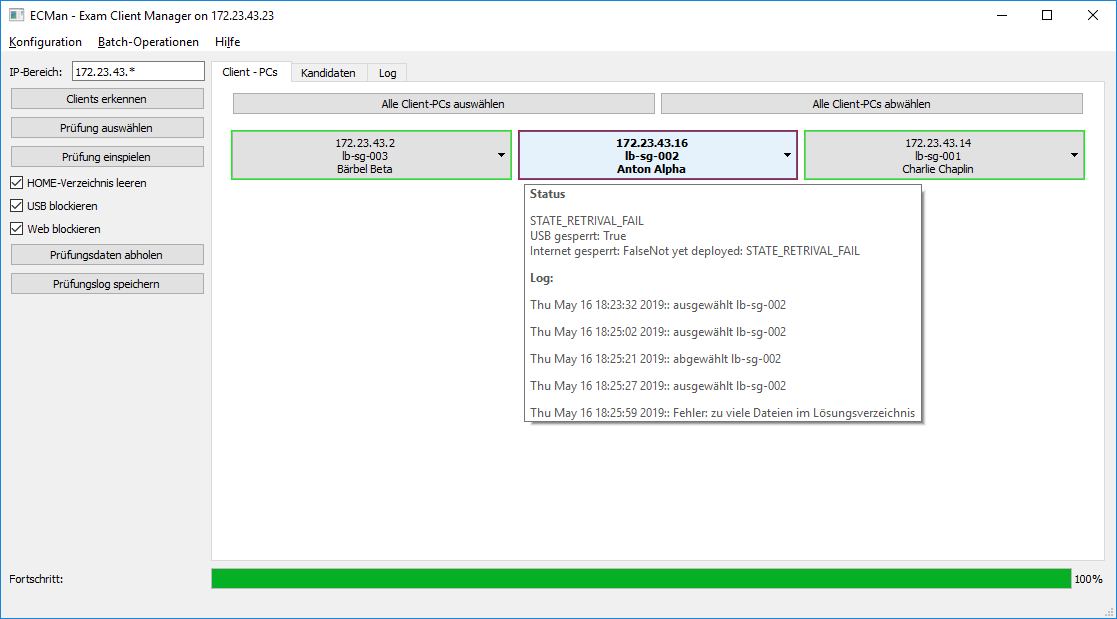 ECMan - Exam Client Manager on 172.23.43.23
Konfiguration Batch-Operationen Hilfe
IP-Bereich: 172.23.43.*
Clients erkennen
Prüfung auswählen
Prüfung einspielen
HOME-Verzeichnis leeren
USB blockieren
Web blockieren
Prüfungsdaten abholen
Prüfungslog speichern
Client - PCs Kandidaten Log
Alle Client-PCs auswählen Alle Client-PCs abwählen
172.23.43.2
lb-sg-003
Bärbel Beta
172.23.43.16
lb-sg-002
Anton Alpha
172.23.43.14
lb-sg-001
Charlie Chaplin
Status
STATE_RETRIVAL_FAIL
USB gesperrt: True
Internet gesperrt: FalseNot yet deployed: STATE_RETRIVAL_FAIL
Log:
Thu May 16 18:23:32 2019:: ausgewählt lb-sg-002
Thu May 16 18:25:02 2019:: ausgewählt lb-sg-002
Thu May 16 18:25:21 2019:: abgewählt lb-sg-002
Thu May 16 18:25:27 2019:: ausgewählt lb-sg-002
Thu May 16 18:25:59 2019:: Fehler: zu viele Dateien im Lösungsverzeichnis
Fortschritt: 100%